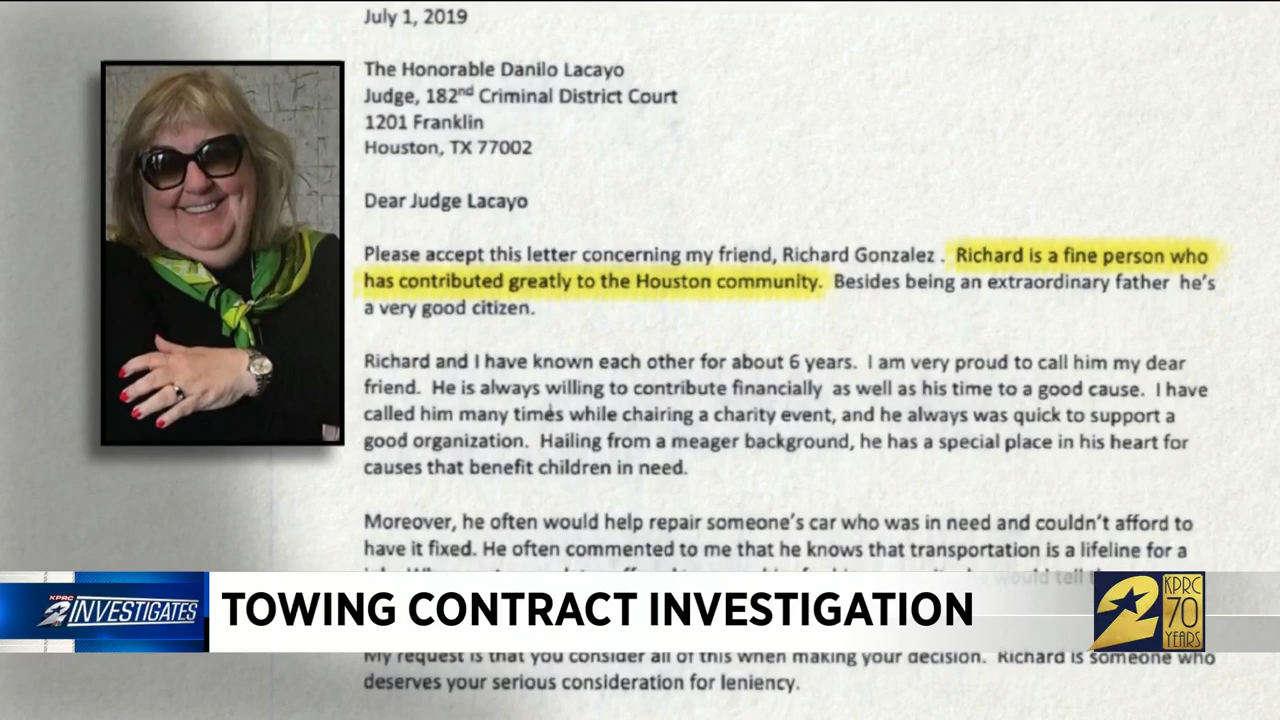 July 1, 2019
The Honorable Danilo Lacayo
Judge, 182nd Criminal District Court
1201 Franklin
Houston, TX 77002
Dear Judge Lacayo
Please accept this letter concerning my friend, Richard Gonzalez . Richard is a fine person who
has contributed greatly to the Houston community. Besides being an extraordinary father he's
a very good citizen.
Richard and I have known each other for about 6 years. I am very proud to call him my dear
friend. He is always willing to contribute financially as well as his time to a good cause. I have
called him many times while chairing a charity event, and he always was quick to support a
good organization. Hailing from a meager background, he has a special place in his heart for
causes that benefit children in need.
Moreover, he often would help repair someone's car who was in need and couldn't afford to
have it fixed. He often commented to me that he knows that transportation is a lifeline for a
would tell
KPRC
2 INVESTIGATES
TOWING CONTRACT INVESTIGATION
2
KPRC
70
YEARS
My request is that you consider all of this when making your decision. Richard is someone who
deserves your serious consideration for leniency.